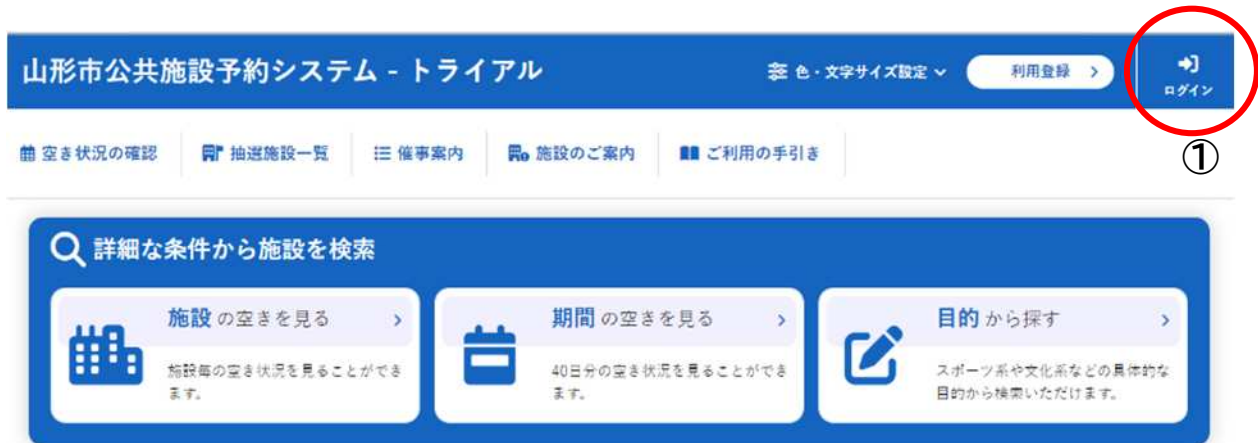 山形市公共施設予約システム - トライアル
色・文字サイズ設定
利用登録
ログイン
空き状況の確認
抽選施設一覧
催事案内
施設のご案内
ご利用の手引き
①
詳細な条件から施設を検索
施設 の空きを見る
施設毎の空き状況を見ることができ
ます。
期間 の空きを見る
40日分の空き状況を見ることができ
ます。
目的 から探す
スポーツ系や文化系などの具体的な
目的から検索いただけます。